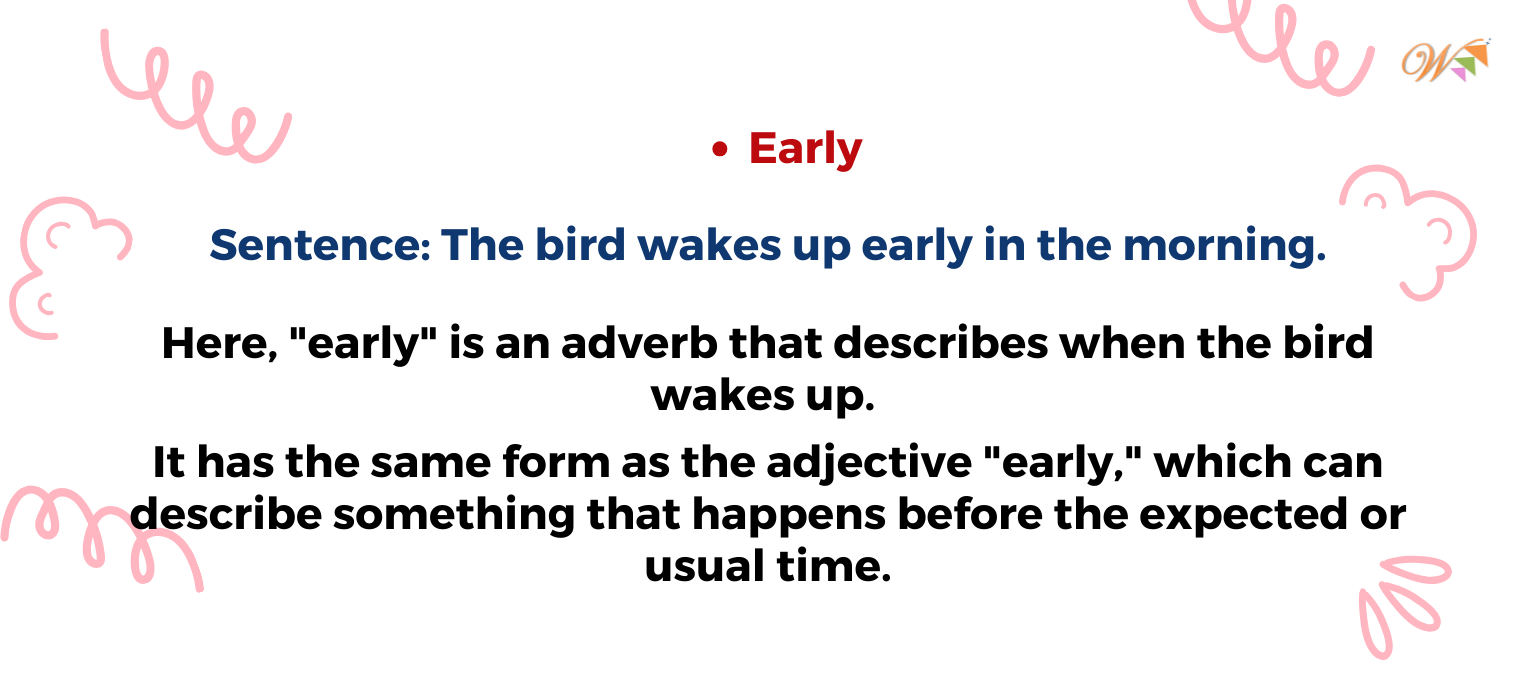 • Early
Sentence: The bird wakes up early in the morning.
Here, "early" is an adverb that describes when the bird
wakes up.
It has the same form as the adjective "early," which can
describe something that happens before the expected or
usual time.
W